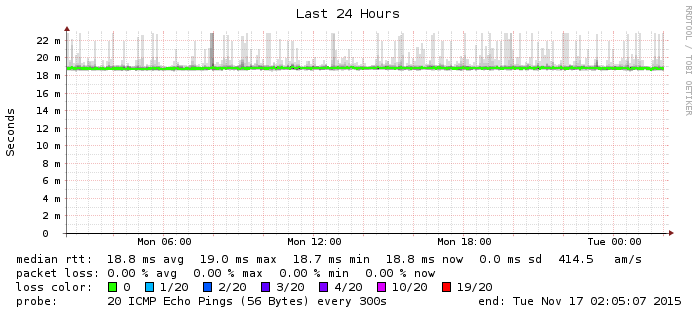 Last 24 Hours
RRDTOOL / TOBI OETIKER
Seconds
22 m
20 m
18 m
16 m
14 m
12 m
10 m
8 m
6 m
4 m
2 m
0
Mon 06:00 Mon 12:00 Mon 18:00 Tue 00:00
median rtt: 18.8 ms avg 19.0 ms max 18.7 ms min 18.8 ms now 0.0 ms sd 414.5 am/s
packet loss: 0.00 % avg 0.00 % max 0.00 % min 0.00 % now
loss color: 0 1/20 2/20 3/20 4/20 10/20 19/20
probe: 20 ICMP Echo Pings (56 Bytes) every 300s end: Tue Nov 17 02:05:07 2015